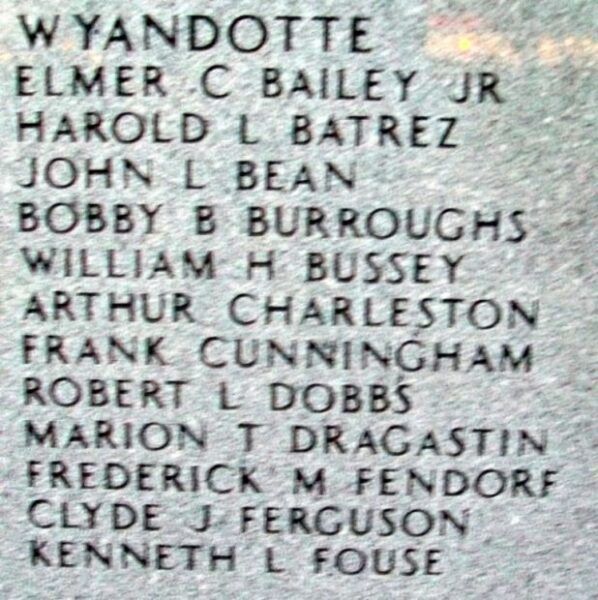 WYANDOTTE
ELMER C BAILEY JR
HAROLD L BATREZ
JOHN L BEAN
BOBBY B BURROUGHS
WILLIAM H BUSSEY
ARTHUR CHARLESTON
FRANK CUNNINGHAM
ROBERT L DOBBS
MARION T DRAGASTIN
FREDERICK M FENDORF
CLYDE J FERGUSON
KENNETH L FOUSE